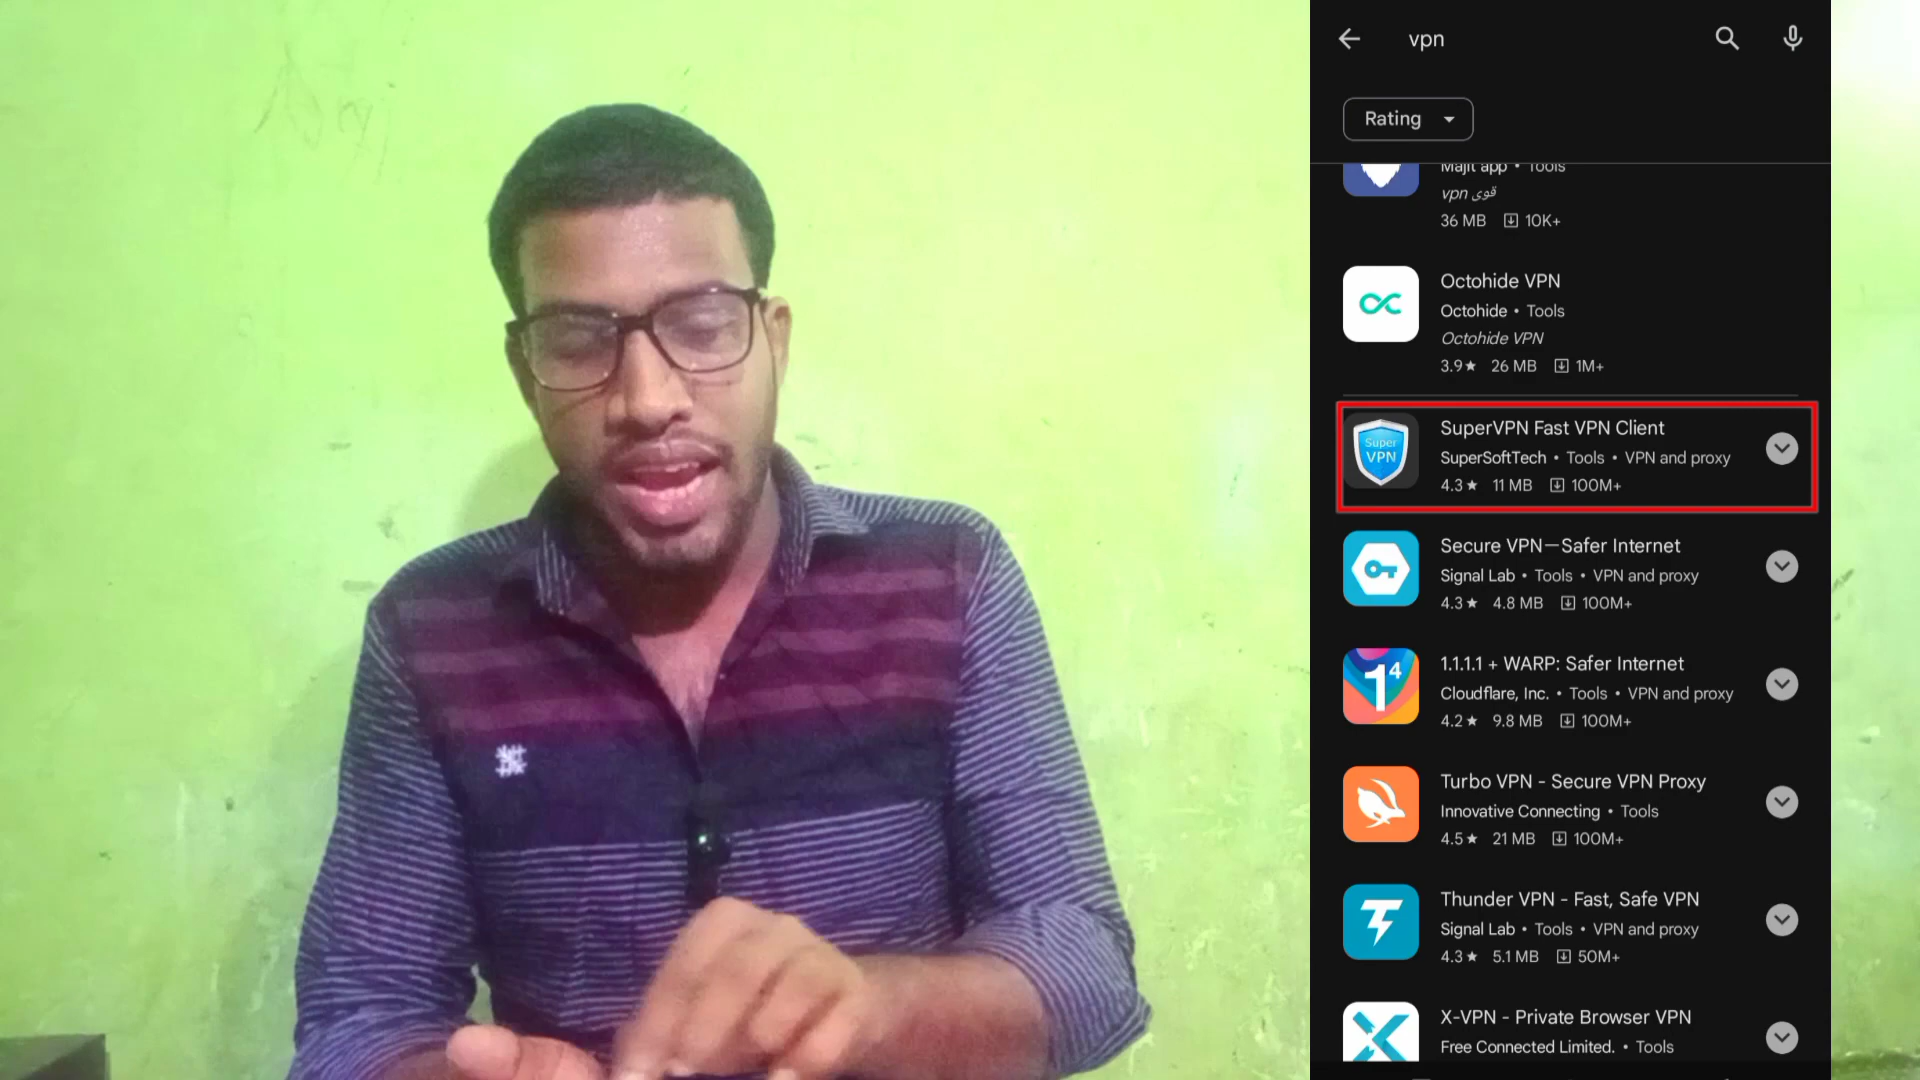 vpn
Rating
Majit app • Tools
vpn قوی
36 MB 10K+
Octohide VPN
Octohide • Tools
Octohide VPN
3.9★ 26 MB 1M+
Super
VPN
SuperVPN Fast VPN Client
SuperSoftTech • Tools • VPN and proxy
4.3★ 11 MB 100M+
Secure VPN—Safer Internet
Signal Lab • Tools • VPN and proxy
4.3★ 4.8 MB 100M+
1⁴
1.1.1.1 + WARP: Safer Internet
Cloudflare, Inc. • Tools • VPN and proxy
4.2★ 9.8 MB 100M+
Turbo VPN - Secure VPN Proxy
Innovative Connecting • Tools
4.5★ 21 MB 100M+
Thunder VPN - Fast, Safe VPN
Signal Lab • Tools • VPN and proxy
4.3★ 5.1 MB 50M+
X-VPN - Private Browser VPN
Free Connected Limited. • Tools